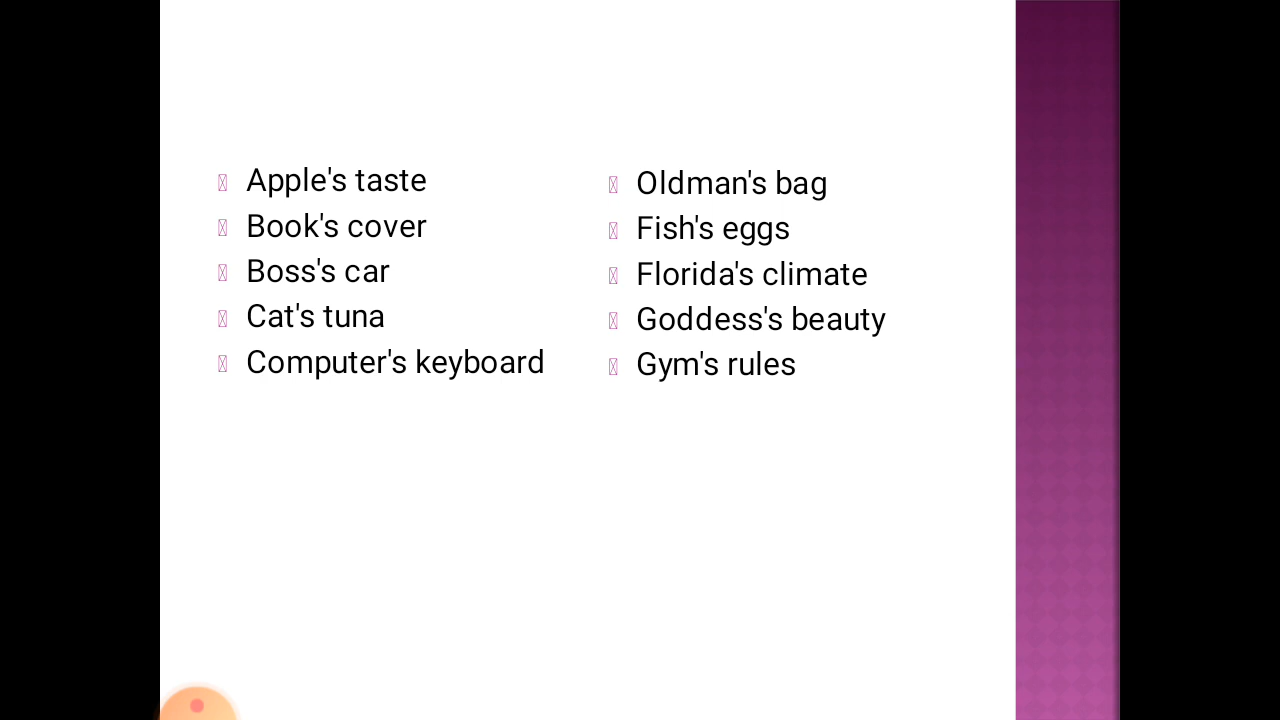 Apple's taste
Book's cover
Boss's car
Cat's tuna
Computer's keyboard
Oldman's bag
Fish's eggs
Florida's climate
Goddess's beauty
Gym's rules